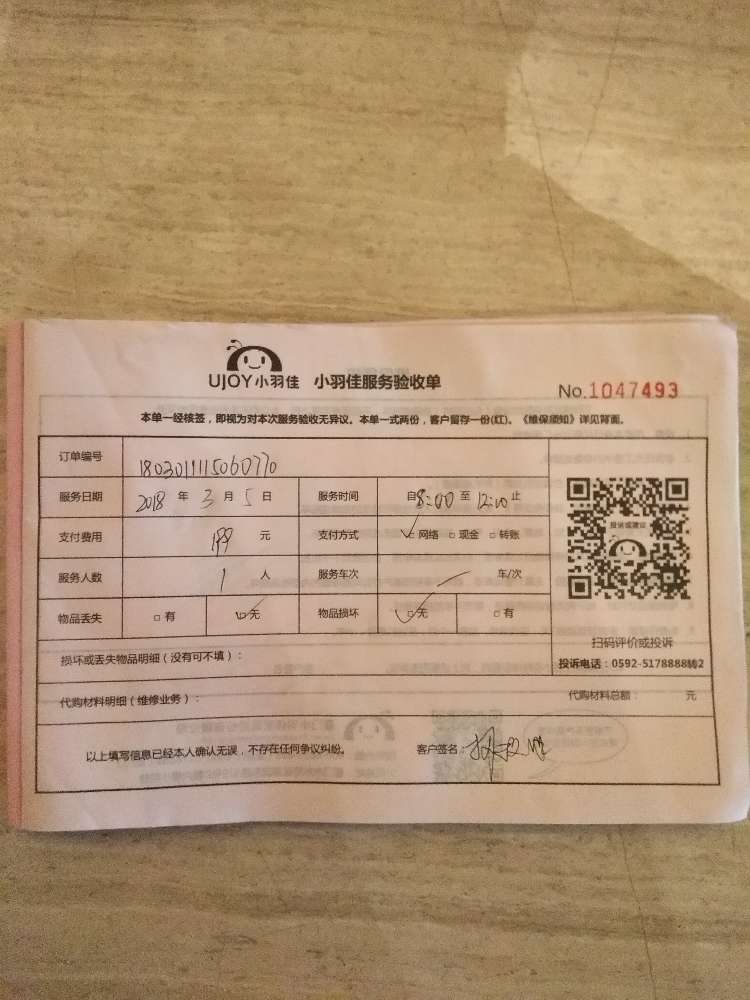 UJOY小羽佳 小羽佳服务验收单
No.1047493
本单一经核签，即视为对本次服务验收无异议。本单一式两份，客户留存一份(红)。《维保须知》详见背面。
订单编号 1803011115060770
服务日期 2018 年 3 月 5 日 服务时间 自8:00 至 12:00 止
支付费用 199 元 支付方式 网络 现金 转账
服务人数 1 人 服务车次 车/次
物品丢失 有 无 物品损坏 无 有
投诉或建议
扫码评价或投诉
投诉电话：0592-5178888转2
损坏或丢失物品明细（没有可不填）：
代购材料明细（维修业务）： 代购材料总额： 元
以上填写信息已经本人确认无误，不存在任何争议纠纷。 客户签名：